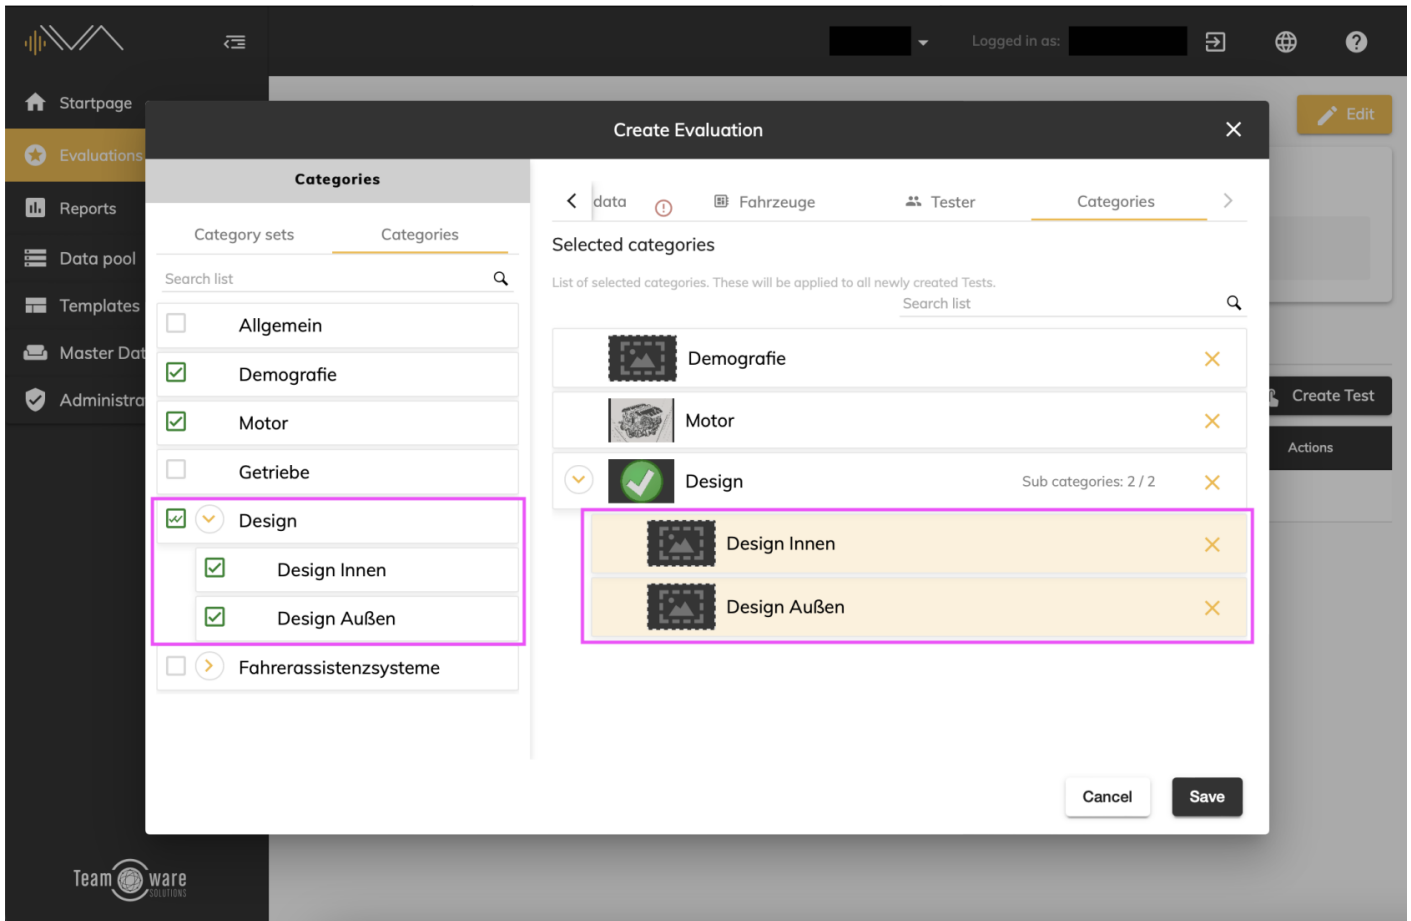 Logged in as:
Startpage
Evaluations
Reports
Data pool
Templates
Master Dat
Administra
Team ware
SOLUTIONS
Edit
Create Test
Actions
Create Evaluation
Categories
Category sets
Categories
Search list
Allgemein
Demografie
Motor
Getriebe
Design
Design Innen
Design Außen
Fahrerassistenzsysteme
data
Fahrzeuge
Tester
Categories
Selected categories
List of selected categories. These will be applied to all newly created Tests.
Search list
Demografie
Motor
Design
Sub categories: 2 / 2
Design Innen
Design Außen
Cancel
Save